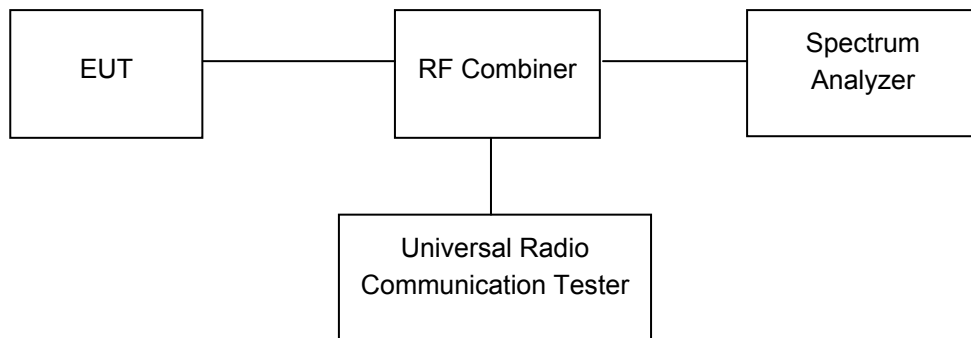 EUT
RF Combiner
Spectrum
Analyzer
Universal Radio
Communication Tester